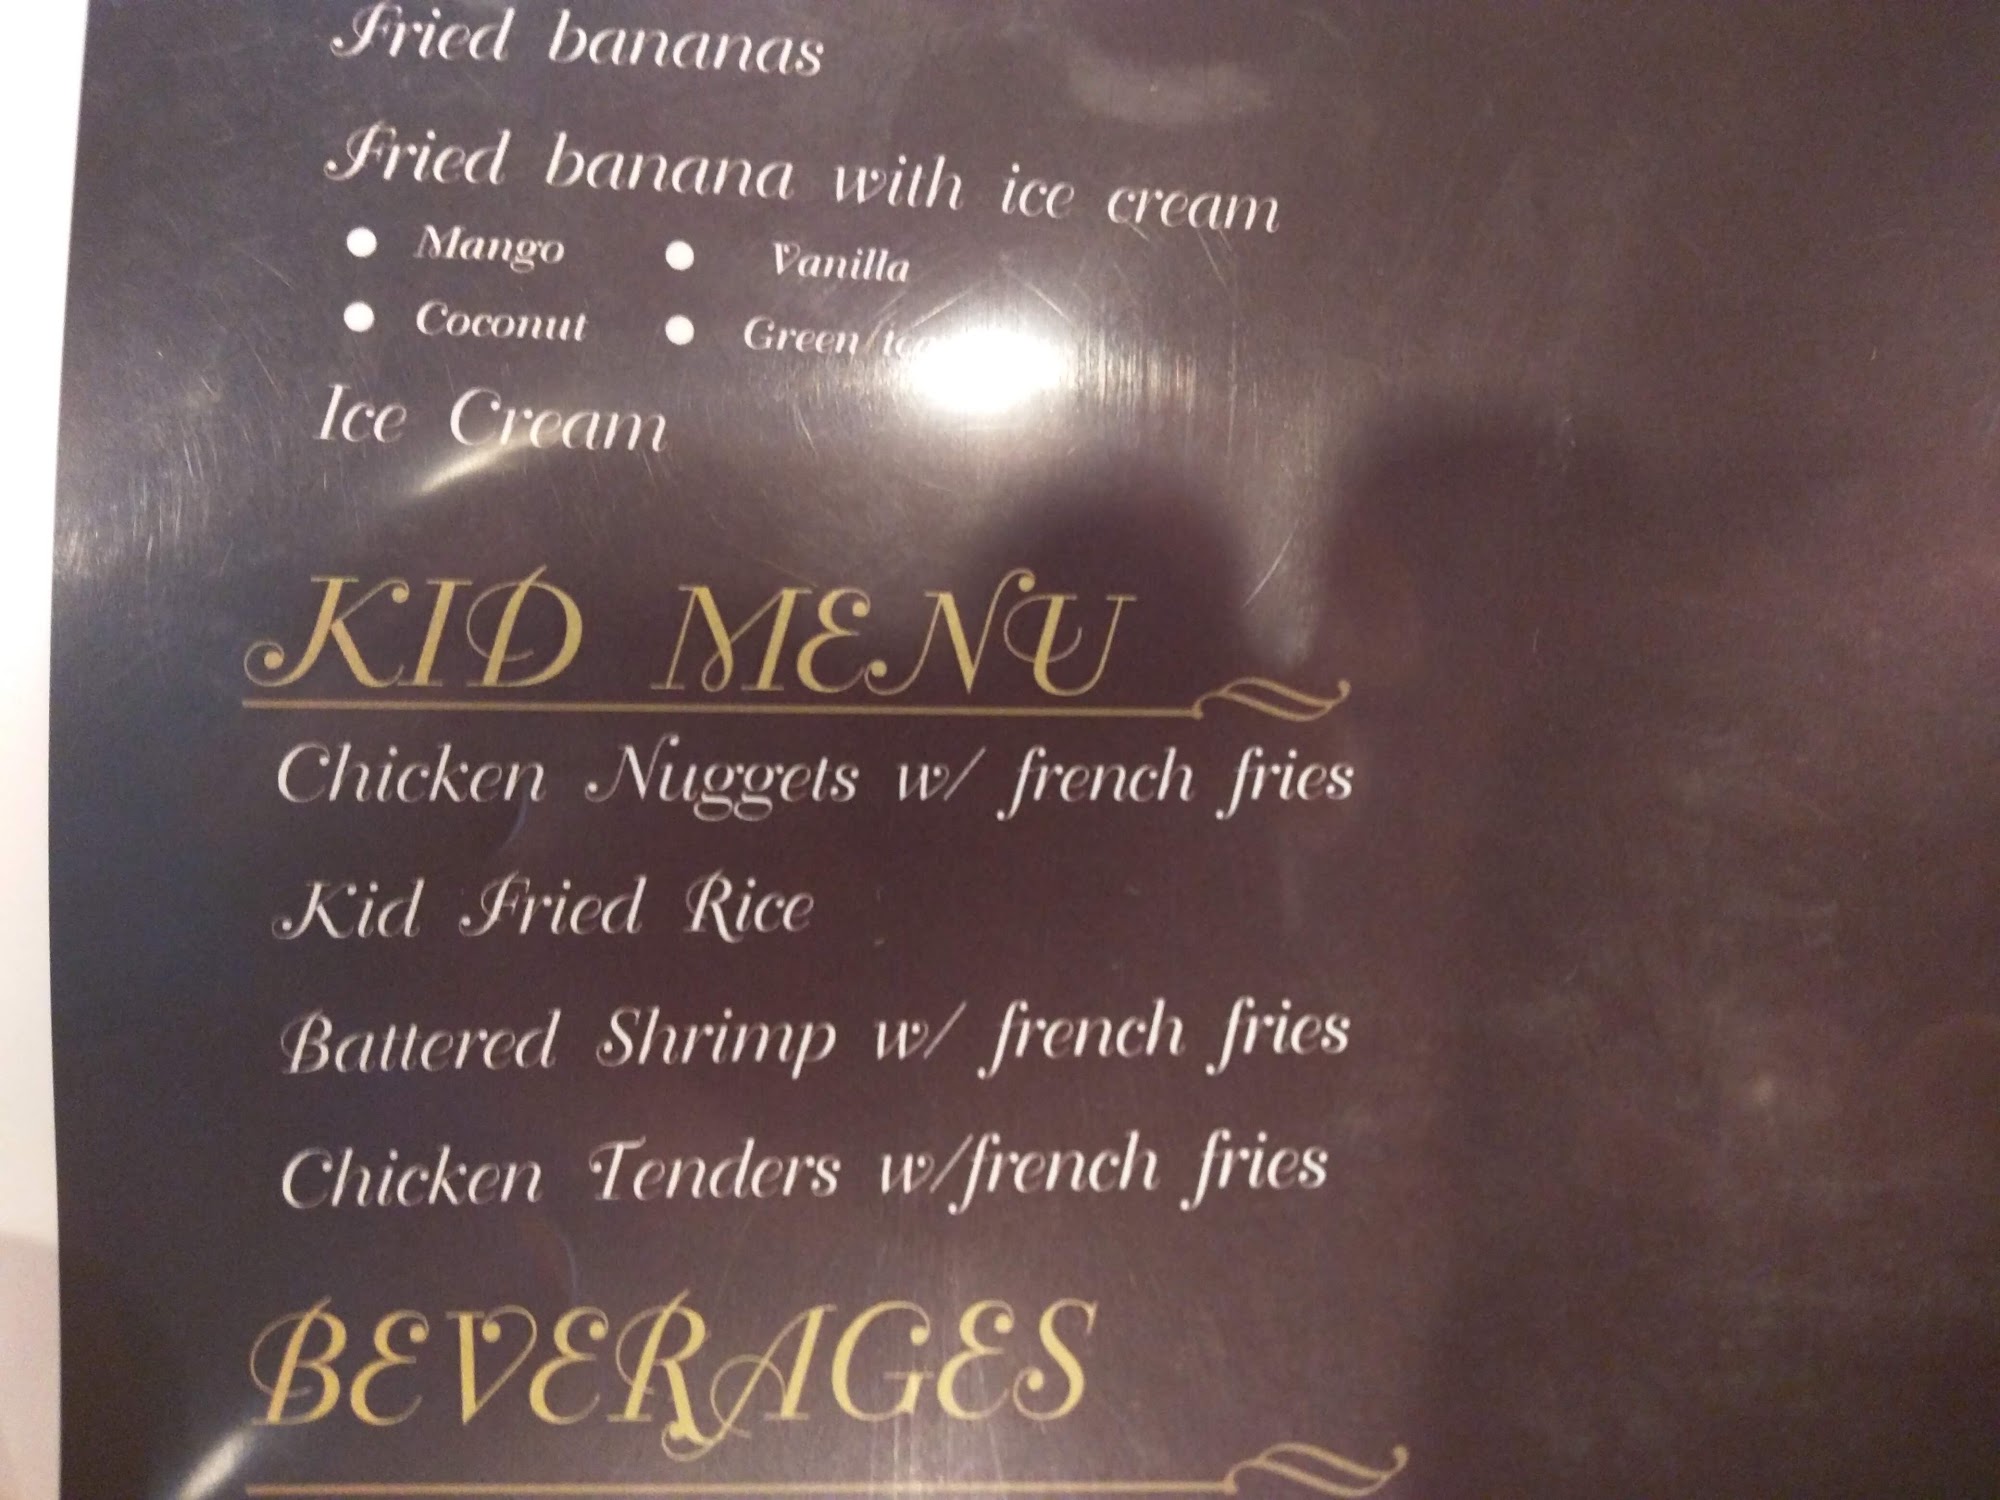 Fried bananas
Fried banana with ice cream
Mango Vanilla
Coconut Green
Ice Cream
KID MENU
Chicken Nuggets w/ french fries
Kid Fried Rice
Battered Shrimp w/ french fries
Chicken Tenders w/french fries
BEVERAGES